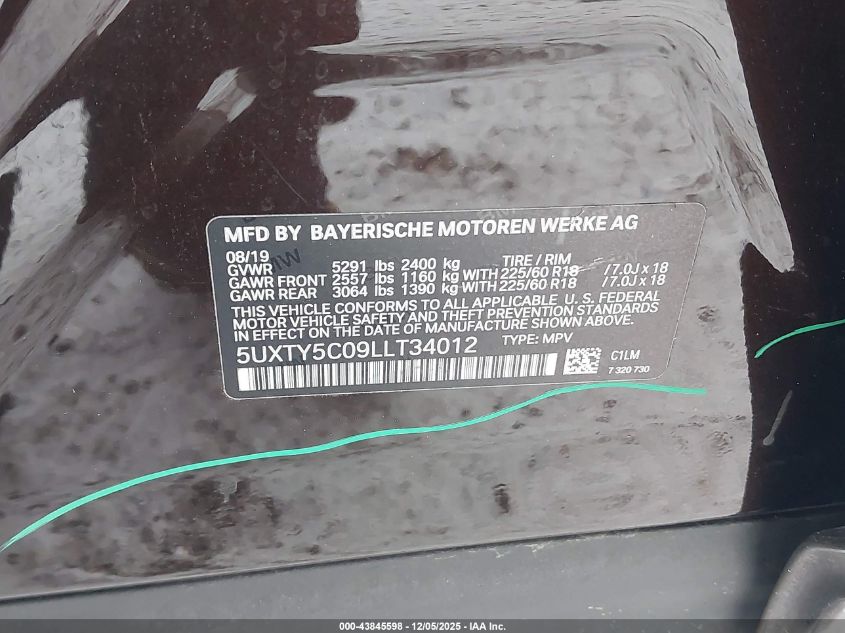 MFD BY BAYERISCHE MOTOREN WERKE AG
08/19 TIRE / RIM
GVWR 5291 lbs 2400 kg
GAWR FRONT 2557 lbs 1160 kg WITH 225/60 R18 /7.0J x 18
GAWR REAR 3064 lbs 1390 kg WITH 225/60 R18 /7.0J x 18
THIS VEHICLE CONFORMS TO ALL APPLICABLE U.S. FEDERAL
MOTOR VEHICLE SAFETY AND THEFT PREVENTION STANDARDS
IN EFFECT ON THE DATE OF MANUFACTURE SHOWN ABOVE.
5UXTY5C09LLT34012 TYPE: MPV
C1LM
7 320 730
000-43845598 - 12/05/2025 - IAA Inc.